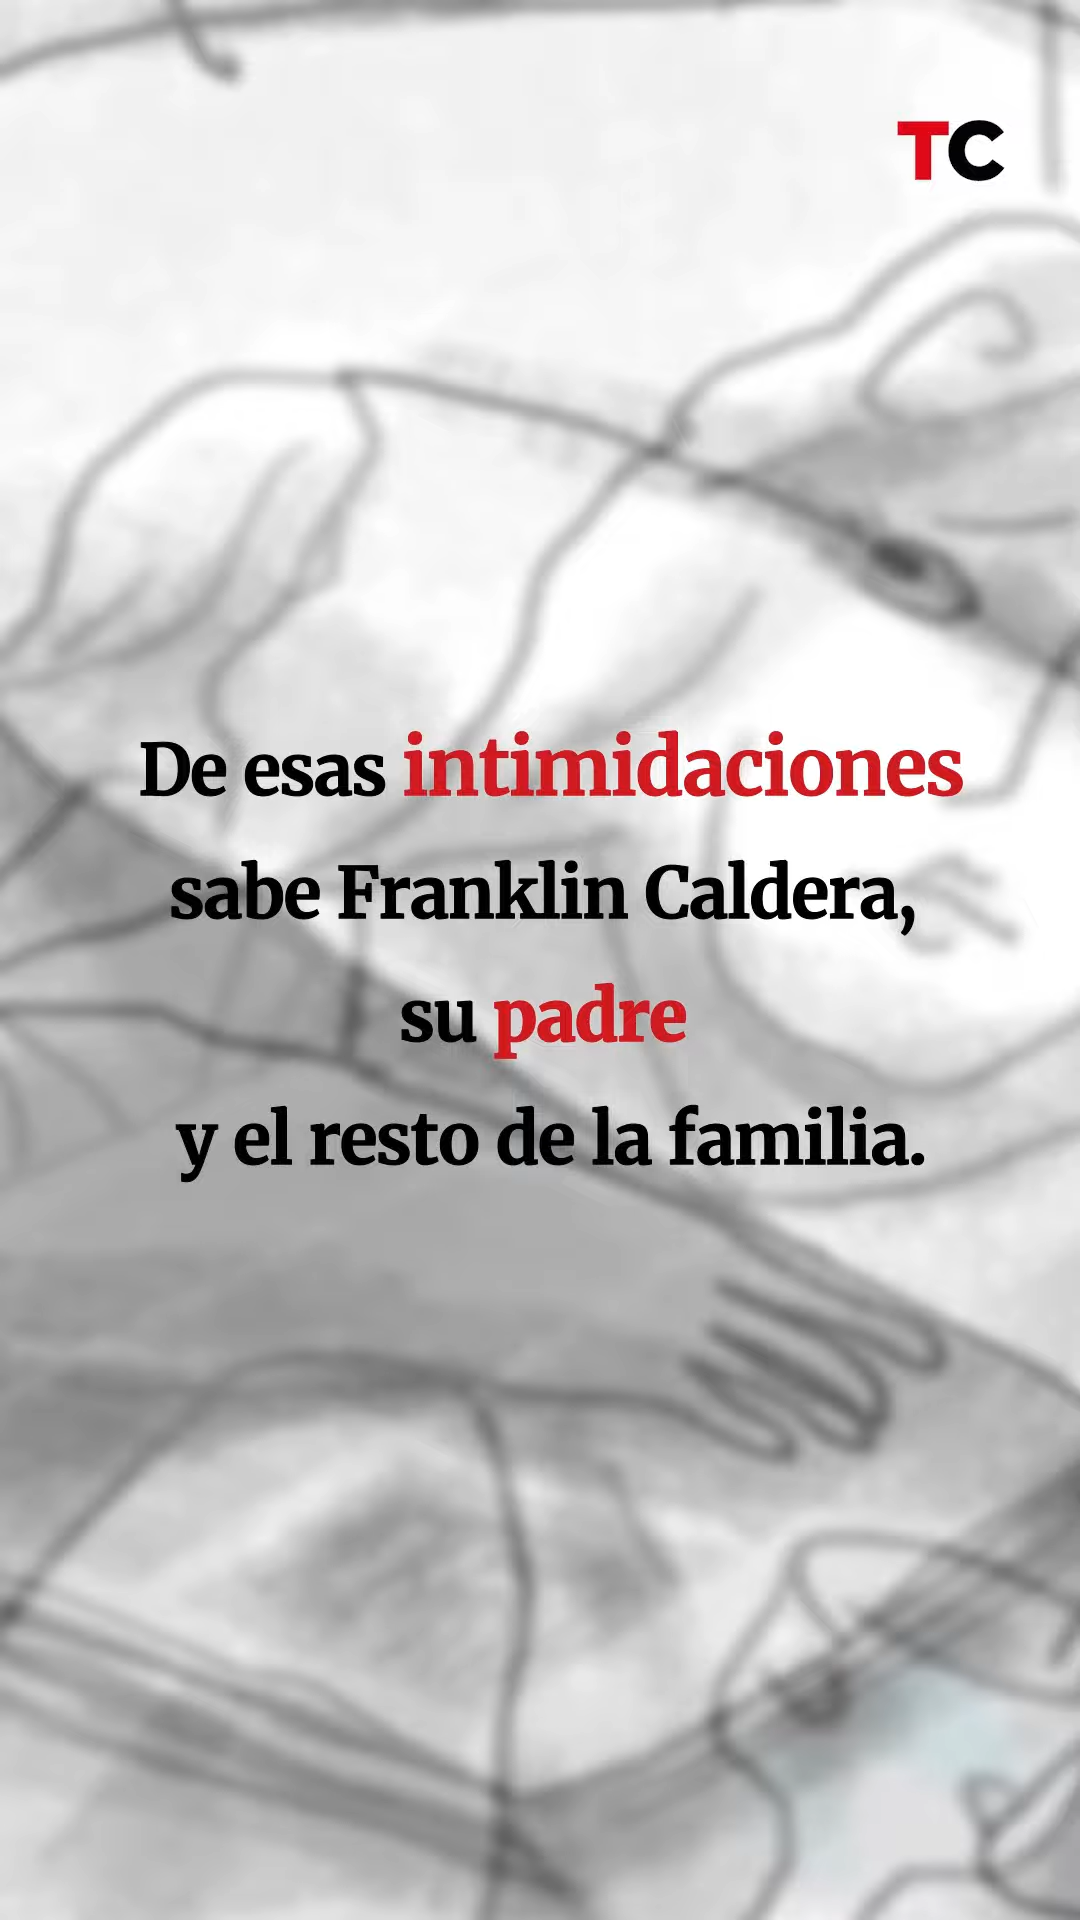 TC
De esas intimidaciones
sabe Franklin Caldera,
su padre
y el resto de la familia.